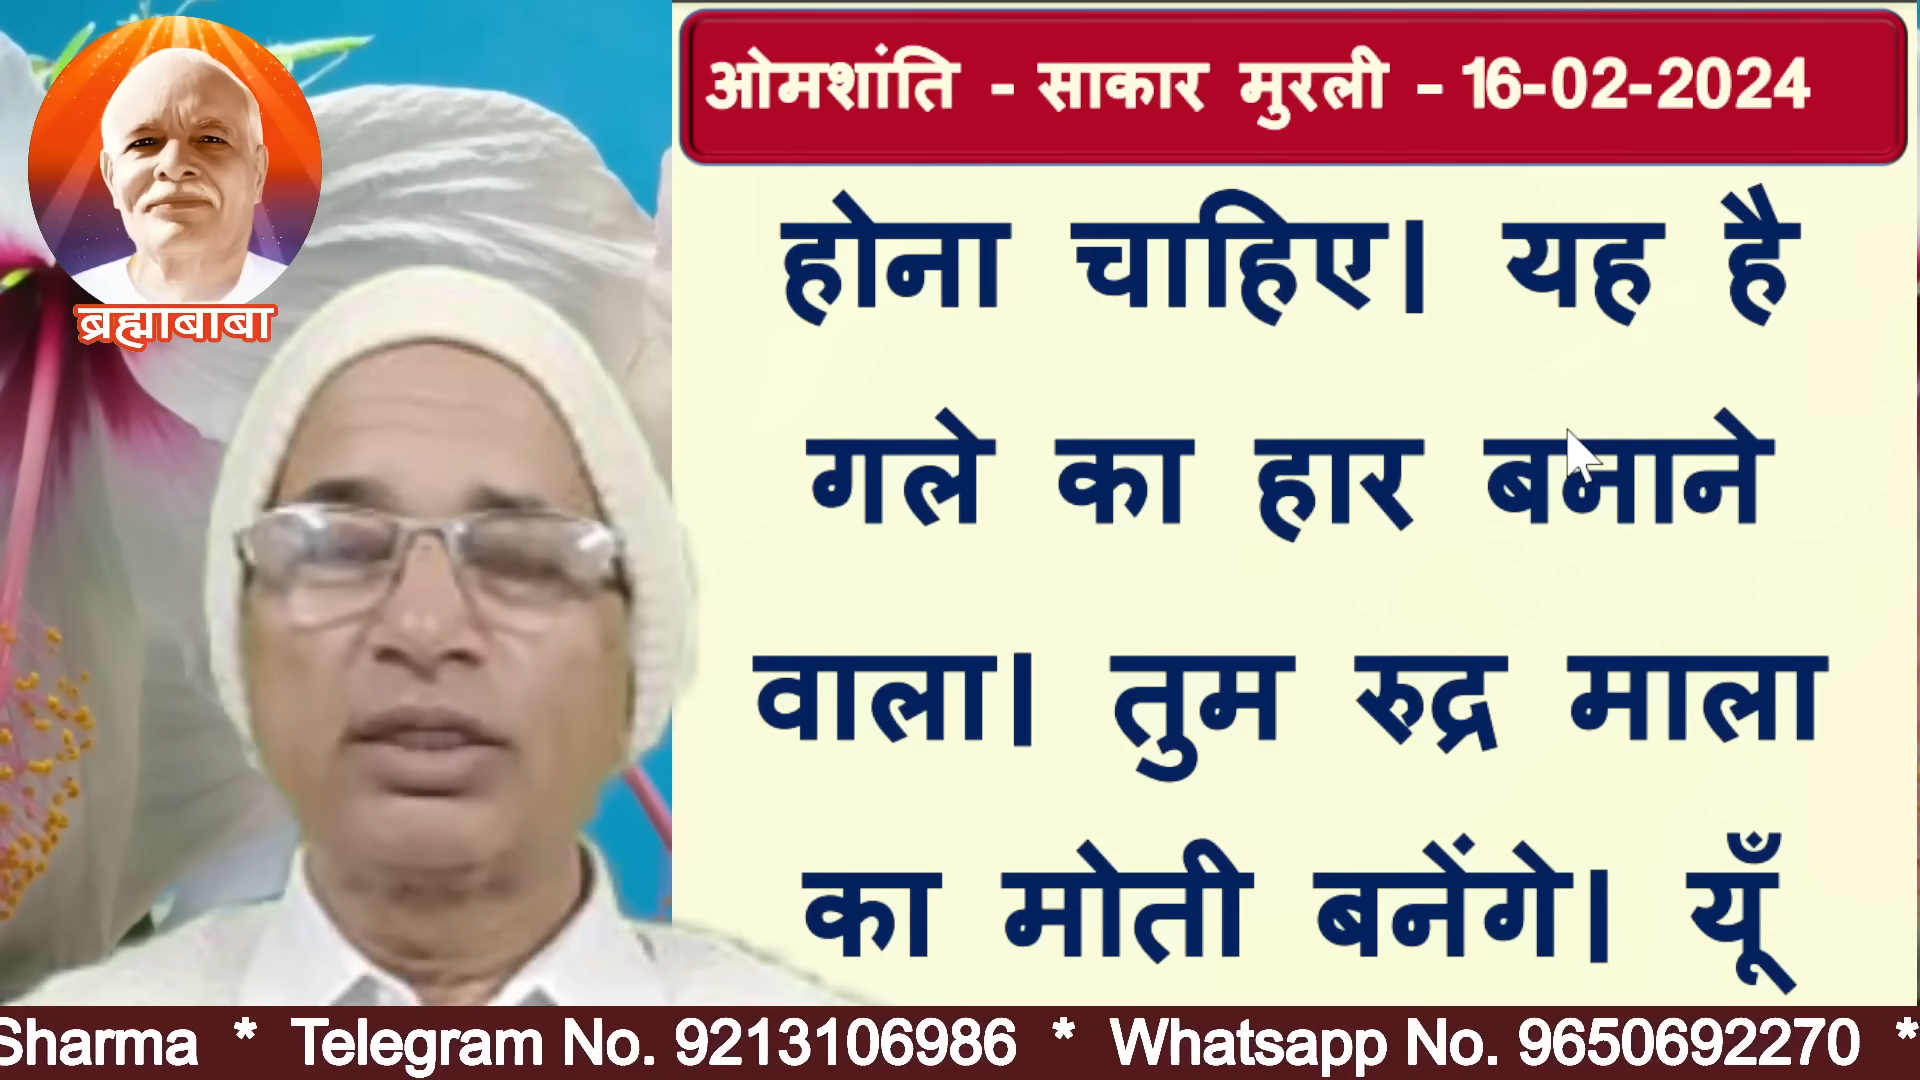 ब्रह्माबाबा
ओमशांति - साकार मुरली - 16-02-2024
होना चाहिए। यह है
गले का हार बनाने
वाला। तुम रुद्र माला
का मोती बनेंगे। यूँ
Sharma * Telegram No. 9213106986 * Whatsapp No. 9650692270 *